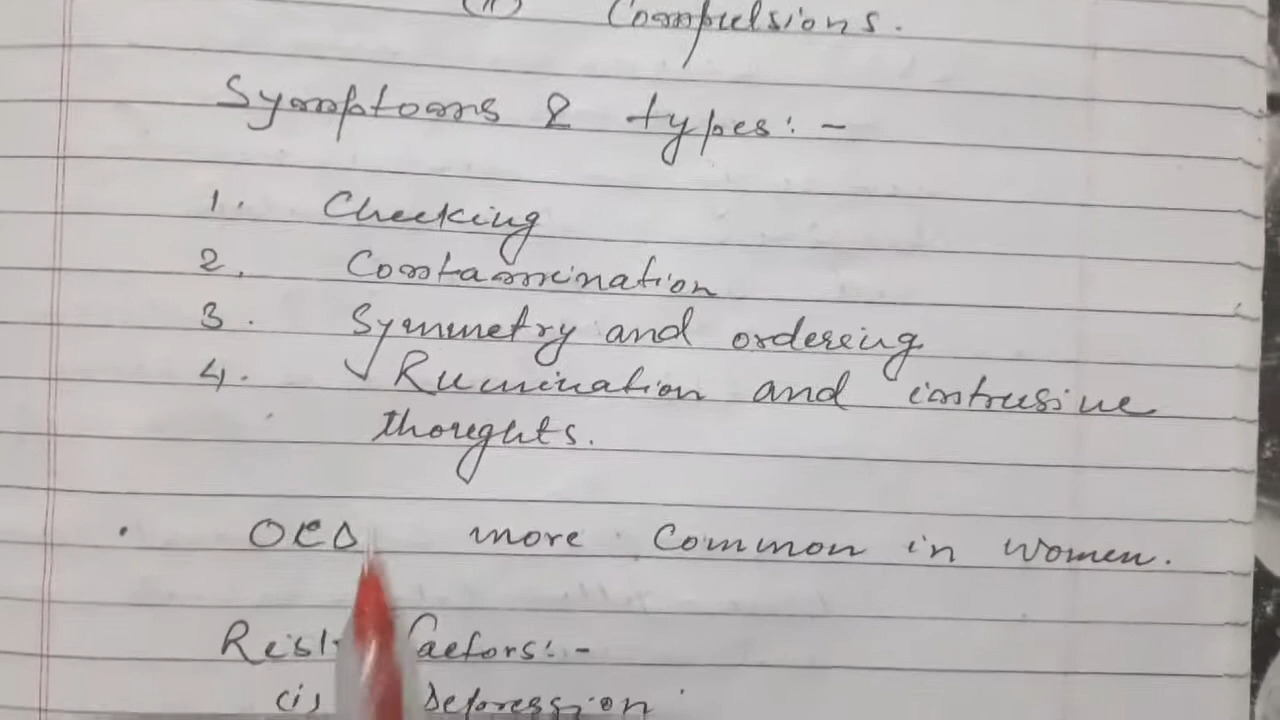 (ii) Compulsions.
Symptoms & types:-
1. Checking
2. Contamination
3. Symmetry and ordering
4. Rumination and intrusive
thoughts.
. OCD more common in women.
Risk factors:-
(i) Depression